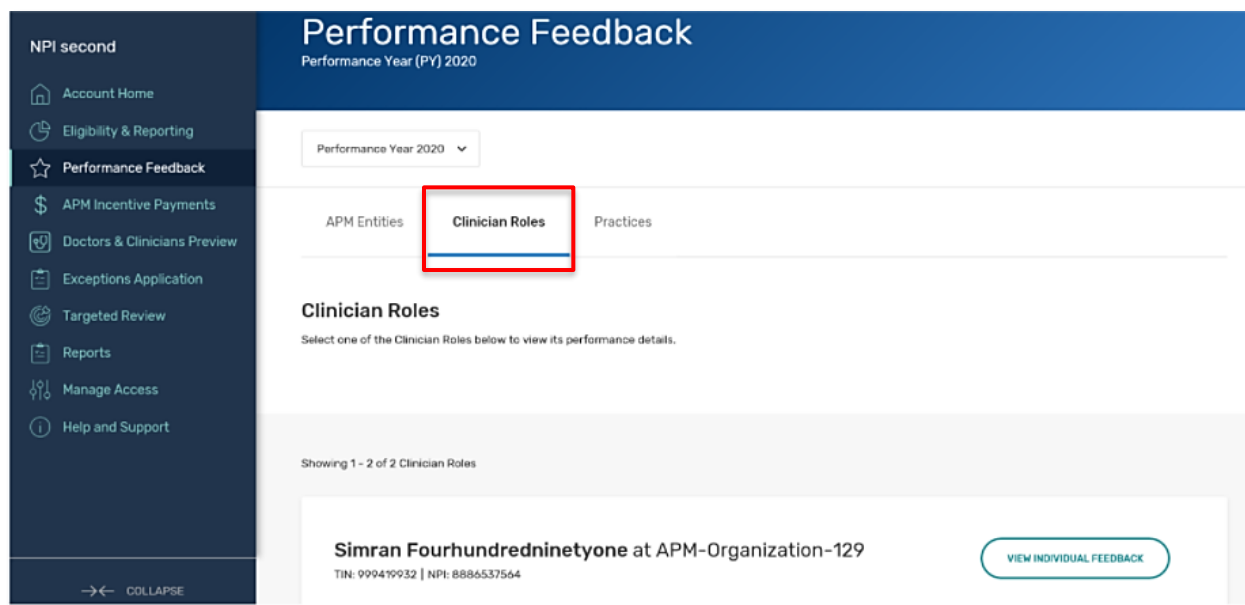 NPI second
Account Home
Eligibility & Reporting
Performance Feedback
APM Incentive Payments
Doctors & Clinicians Preview
Exceptions Application
Targeted Review
Reports
Manage Access
Help and Support
COLLAPSE
Performance Feedback
Performance Year (PY) 2020
Performance Year 2020
APM Entities
Clinician Roles
Practices
Clinician Roles
Select one of the Clinician Roles below to view its performance details.
Showing 1 - 2 of 2 Clinician Roles
Simran Fourhundredninetyone at APM-Organization-129
TIN: 999419932 | NPI: 8886537564
VIEW INDIVIDUAL FEEDBACK